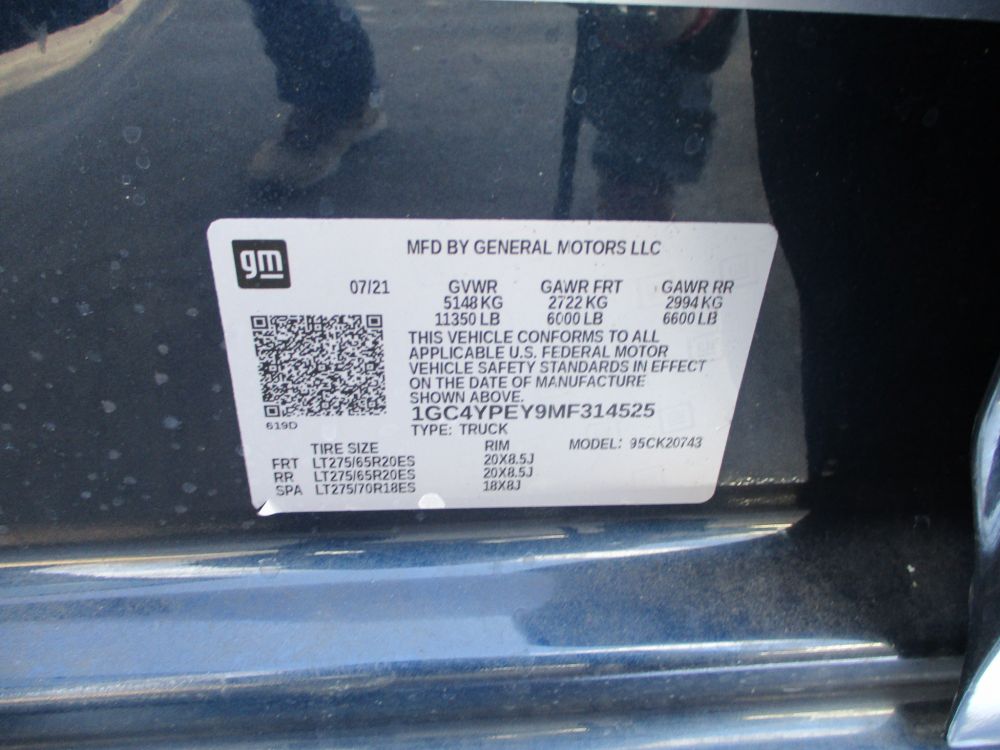 gm
MFD BY GENERAL MOTORS LLC
07/21 GVWR GAWR FRT GAWR RR
5148 KG 2722 KG 2994 KG
11350 LB 6000 LB 6600 LB
THIS VEHICLE CONFORMS TO ALL
APPLICABLE U.S. FEDERAL MOTOR
VEHICLE SAFETY STANDARDS IN EFFECT
ON THE DATE OF MANUFACTURE
SHOWN ABOVE.
1GC4YPEY9MF314525
619D
TYPE: TRUCK
TIRE SIZE RIM MODEL: 95CK20743
FRT LT275/65R20ES 20X8.5J
RR LT275/65R20ES 20X8.5J
SPA LT275/70R18ES 18X8J